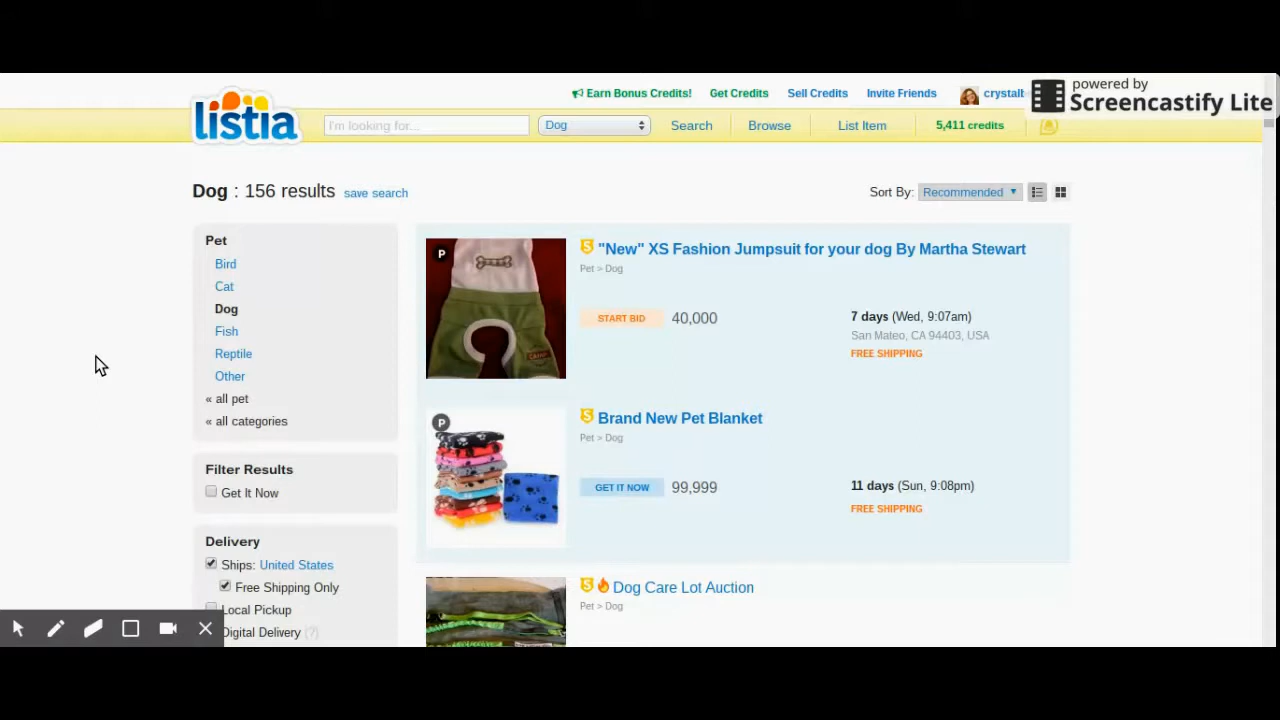 powered by
Screencastify Lite
Earn Bonus Credits! Get Credits Sell Credits Invite Friends crystalt
listia I'm looking for... Dog Search Browse List Item 5,411 credits
Dog : 156 results save search Sort By: Recommended
Pet
Bird
Cat
Dog
Fish
Reptile
Other
« all pet
« all categories
Filter Results
Get It Now
Delivery
Ships: United States
Free Shipping Only
Local Pickup
Digital Delivery (?)
P
"New" XS Fashion Jumpsuit for your dog By Martha Stewart
Pet > Dog
START BID 40,000
7 days (Wed, 9:07am)
San Mateo, CA 94403, USA
FREE SHIPPING
P
Brand New Pet Blanket
Pet > Dog
GET IT NOW 99,999
11 days (Sun, 9:08pm)
FREE SHIPPING
Dog Care Lot Auction
Pet > Dog